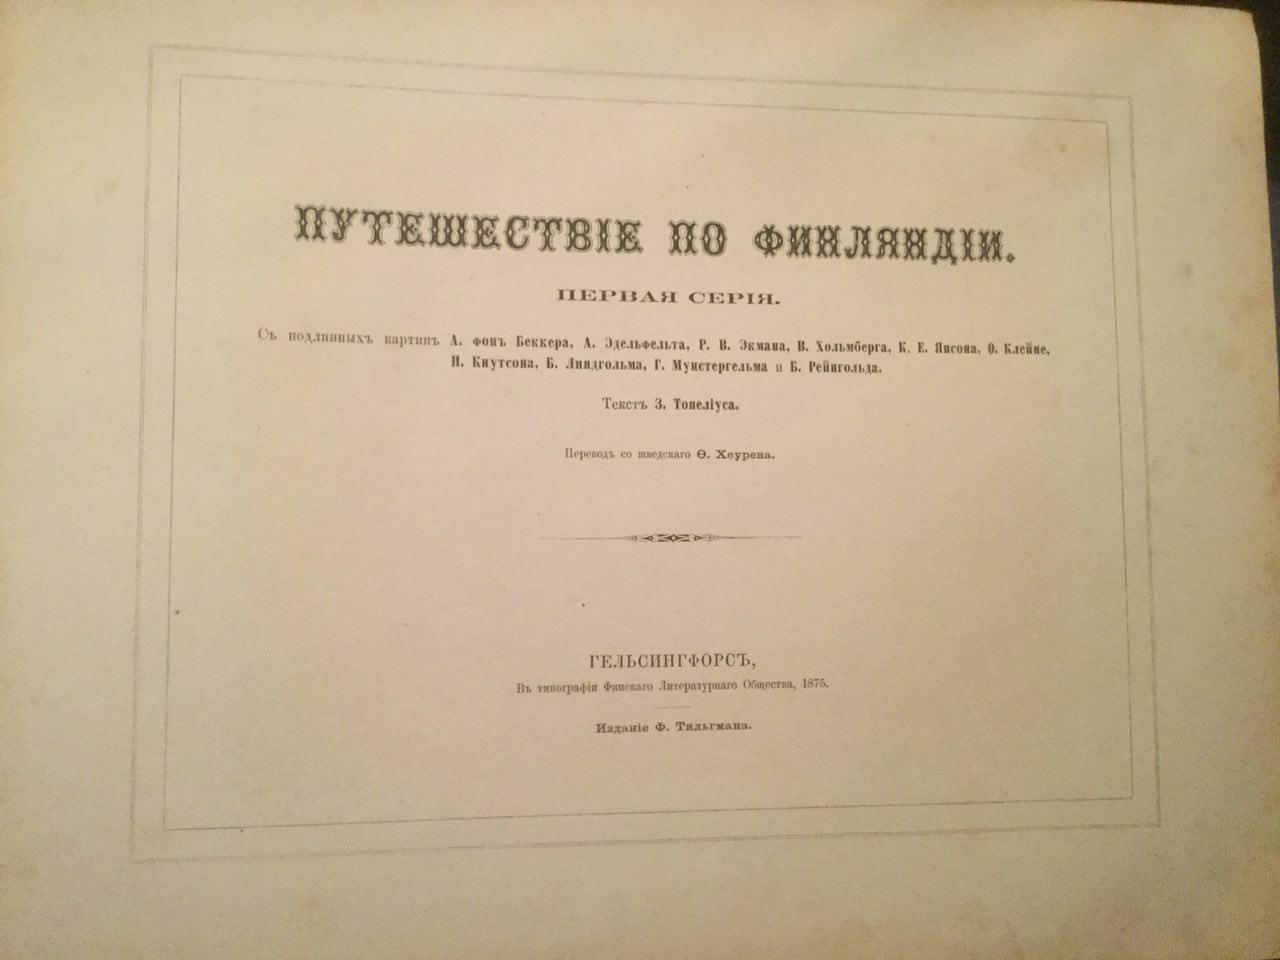 ПУТЕШЕСТВІЕ ПО ФИНЛЯНДІИ.
ПЕРВАЯ СЕРІЯ.
Съ подлинныхъ картинъ А. фонъ Беккера, А. Эдельфельта, Р. В. Экмана, В. Хольмберга, К. Е. Янсона, О. Клейне,
И. Кнутсона, Б. Линдгольма, Г. Мунстергельма и Б. Рейнгольда.
Текстъ З. Топеліуса.
Переводъ со шведскаго Ѳ. Хеурена.
ГЕЛЬСИНГФОРСЪ,
Въ типографіи Финскаго Литературнаго Общества, 1875.
Изданіе Ф. Тильгмана.